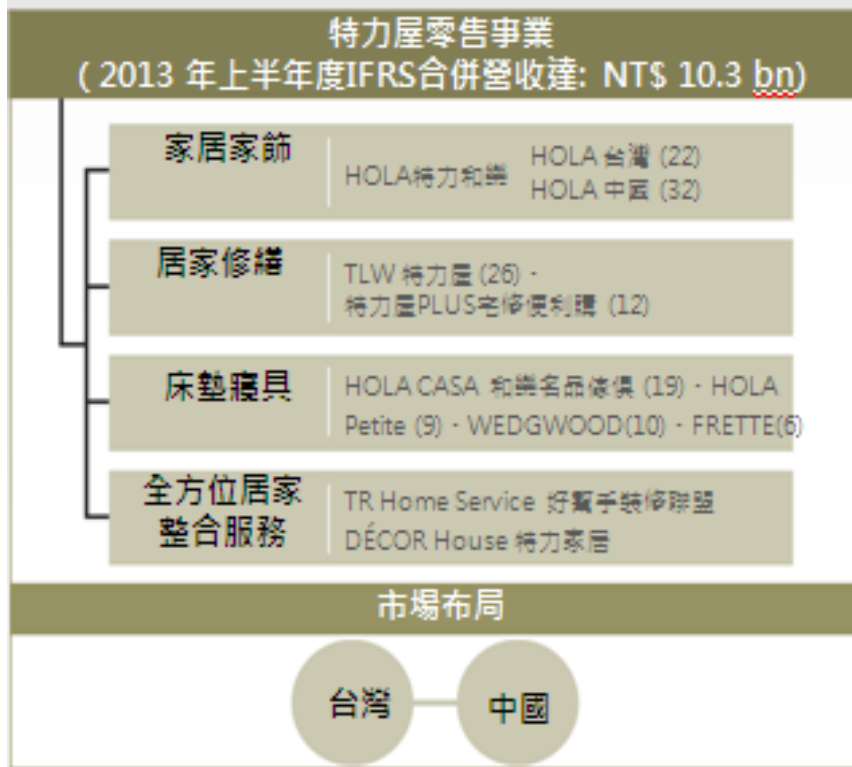 特力屋零售事業
( 2013 年上半年度IFRS合併營收達: NT$ 10.3 bn)
家居家飾
HOLA特力和樂
HOLA 台灣 (22)
HOLA 中國 (32)
居家修繕
TLW 特力屋 (26)．
特力屋PLUS宅修便利購 (12)
床墊寢具
HOLA CASA 和樂名品傢俱 (19)．HOLA
Petite (9)．WEDGWOOD(10)．FRETTE(6)
全方位居家
整合服務
TR Home Service 好幫手裝修聯盟
DÉCOR House 特力家居
市場布局
台灣
中國